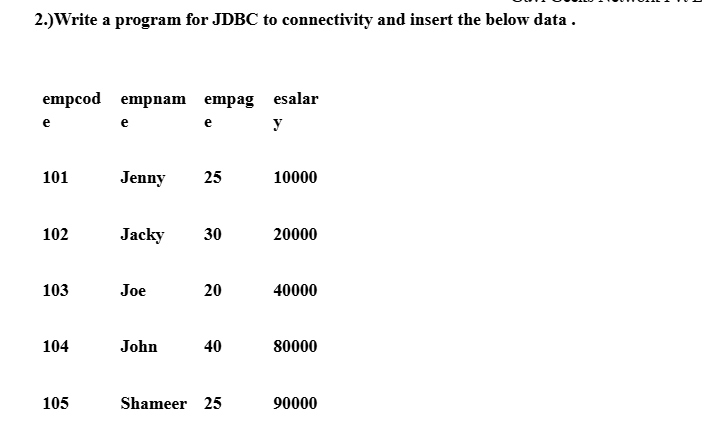 2.)Write a program for JDBC to connectivity and insert the below data .
empcod empnam empag esalar
e e e y
101 Jenny 25 10000
102 Jacky 30 20000
103 Joe 20 40000
104 John 40 80000
105 Shameer 25 90000